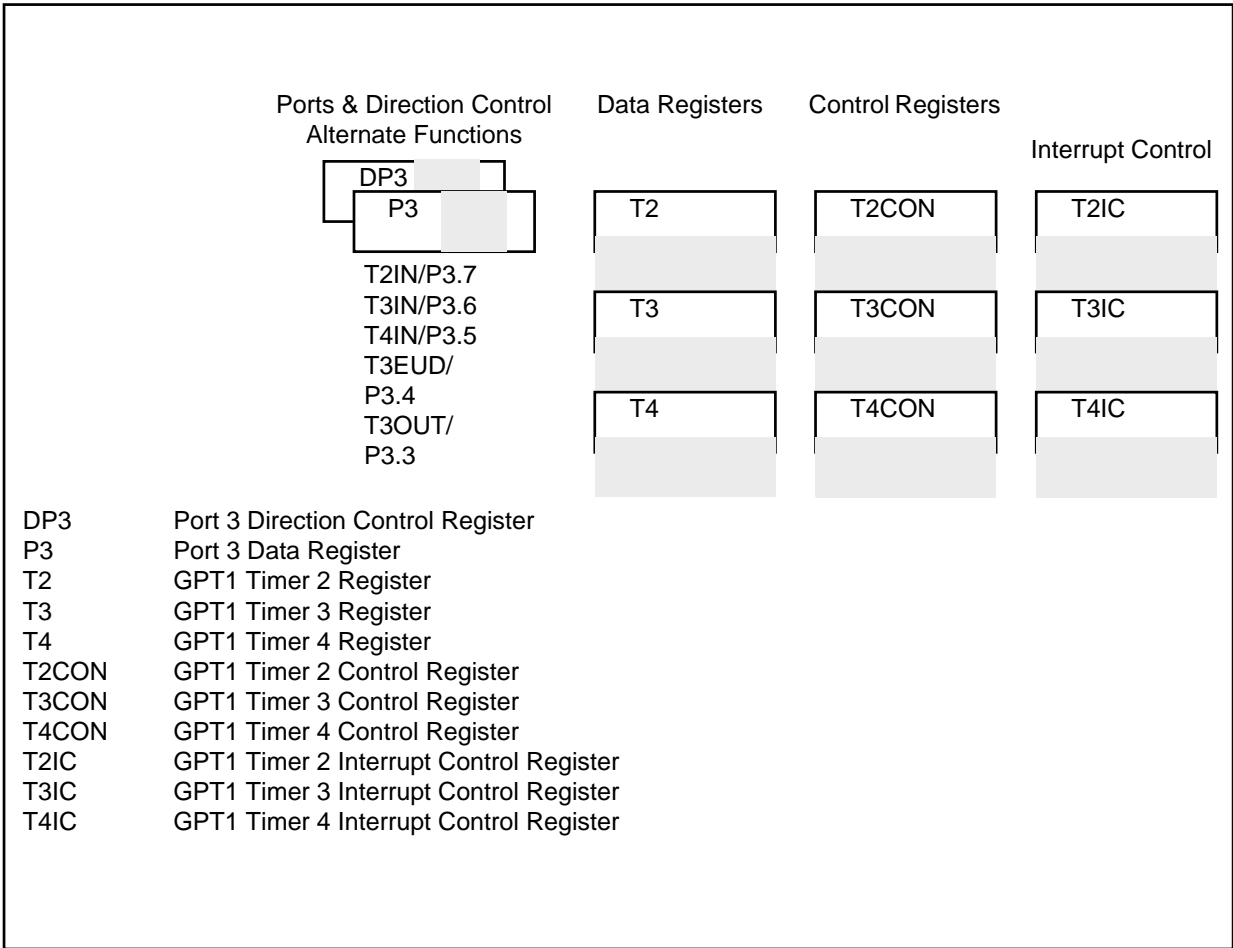 Ports & Direction Control Data Registers Control Registers
Alternate Functions
Interrupt Control
DP3
P3 T2 T2CON T2IC
T2IN/P3.7
T3IN/P3.6 T3 T3CON T3IC
T4IN/P3.5
T3EUD/
P3.4
T4 T4CON T4IC
T3OUT/
P3.3
DP3 Port 3 Direction Control Register
P3 Port 3 Data Register
T2 GPT1 Timer 2 Register
T3 GPT1 Timer 3 Register
T4 GPT1 Timer 4 Register
T2CON GPT1 Timer 2 Control Register
T3CON GPT1 Timer 3 Control Register
T4CON GPT1 Timer 4 Control Register
T2IC GPT1 Timer 2 Interrupt Control Register
T3IC GPT1 Timer 3 Interrupt Control Register
T4IC GPT1 Timer 4 Interrupt Control Register